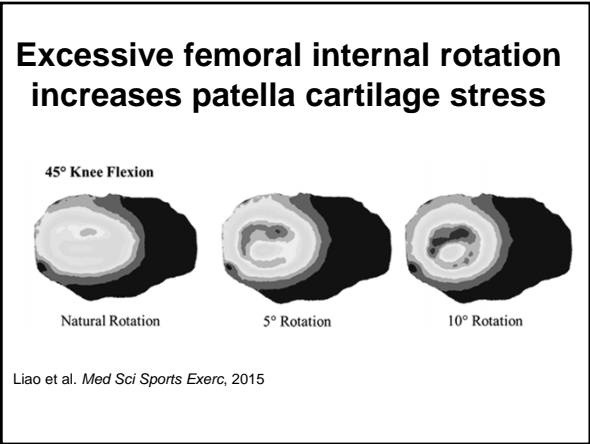 Excessive femoral internal rotation
increases patella cartilage stress
45° Knee Flexion
Natural Rotation
5° Rotation
10° Rotation
Liao et al. Med Sci Sports Exerc, 2015